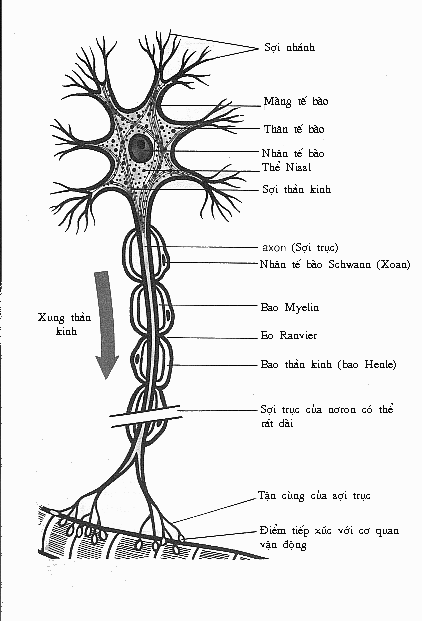 Sợi nhánh
Màng tế bào
Thân tế bào
Nhân tế bào
Thể Nissl
Sợi thần kinh
axon (Sợi trục)
Nhân tế bào Schwann (Xoan)
Bao Myelin
Xung thần
kinh
Eo Ranvier
Bao thần kinh (bao Henle)
Sợi trục của nơron có thể
rất dài
Tận cùng của sợi trục
Điểm tiếp xúc với cơ quan
vận động